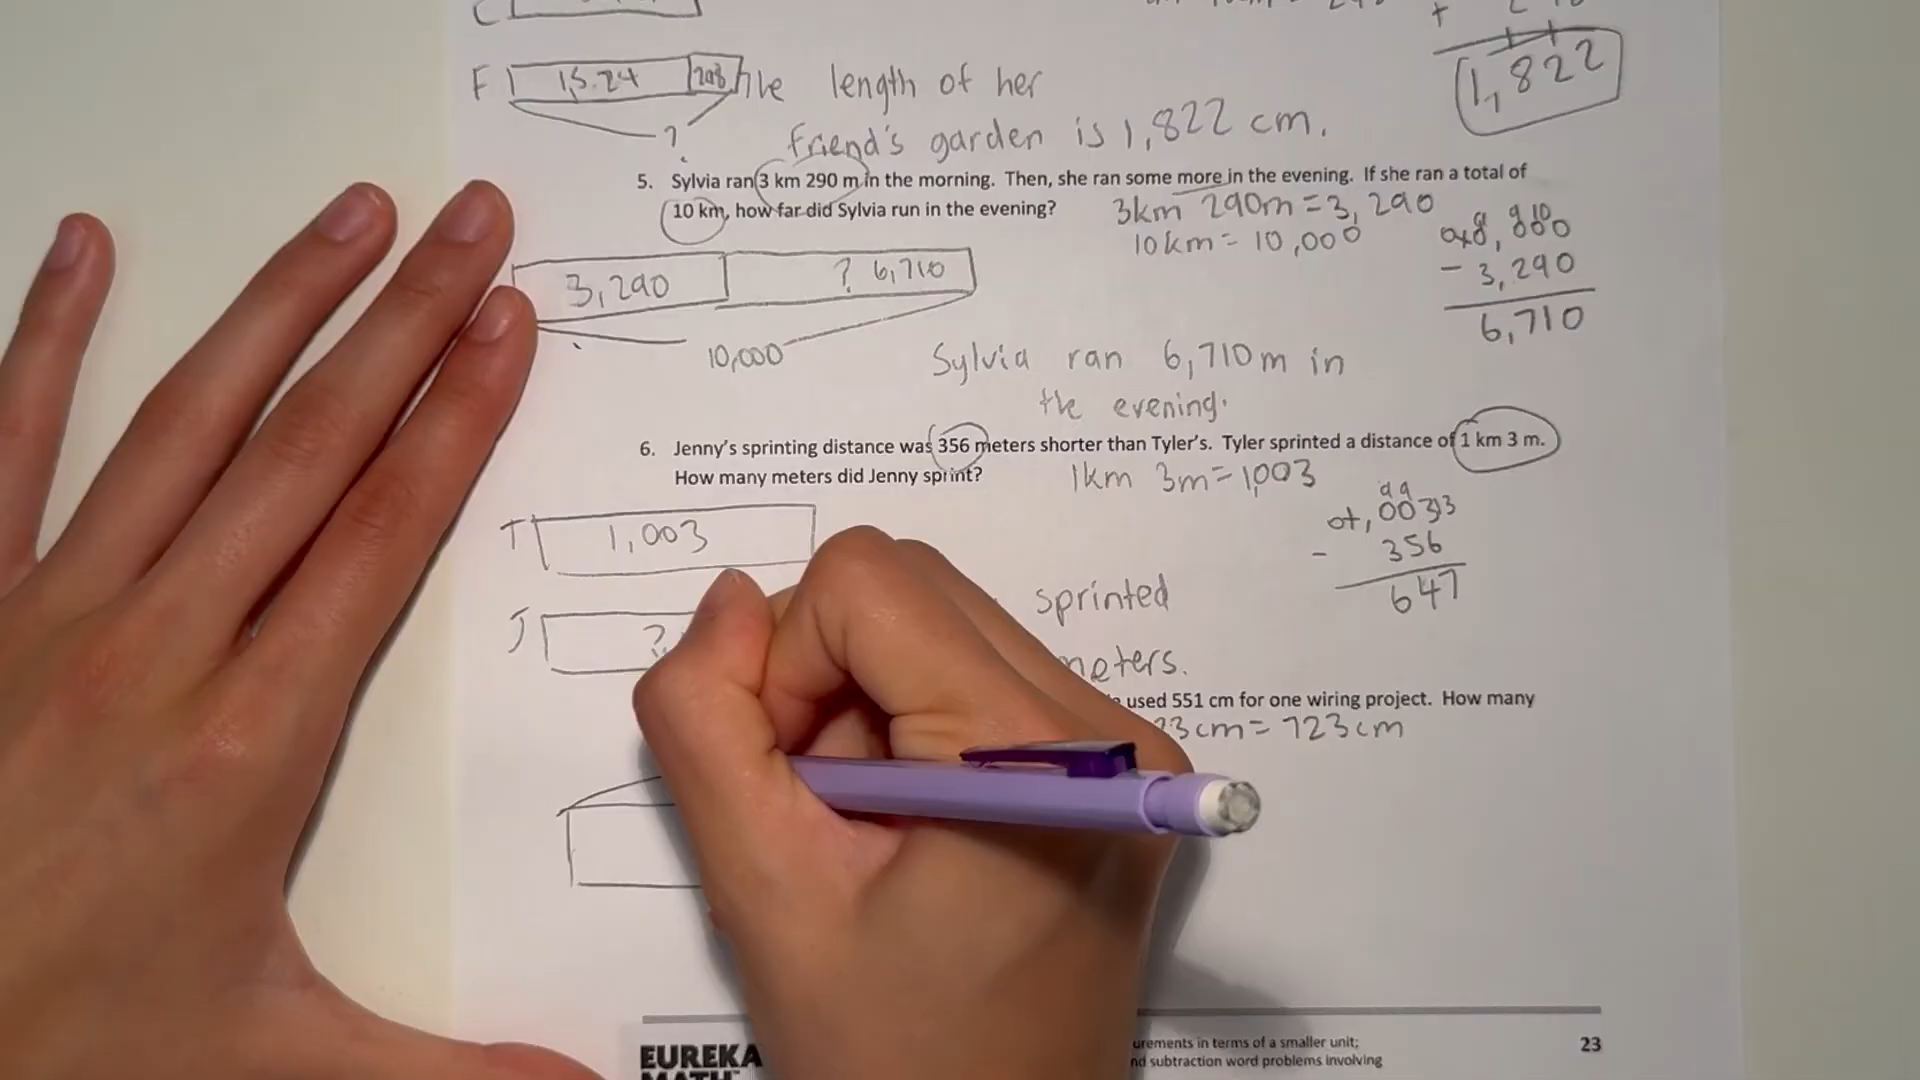 1,822
F 15.24 298 The length of her
?
friend's garden is 1,822 cm.
5. Sylvia ran 3 km 290 m in the morning. Then, she ran some more in the evening. If she ran a total of
10 km, how far did Sylvia run in the evening?
3km 290m = 3,290
10km = 10,000
- 3,290
6,710
3,290 ? 6,710
10,000
Sylvia ran 6,710m in
the evening.
6. Jenny's sprinting distance was 356 meters shorter than Tyler's. Tyler sprinted a distance of 1 km 3 m.
How many meters did Jenny sprint?
1km 3m = 1,003
- 356
647
T 1,003
J ?
sprinted
meters.
used 551 cm for one wiring project. How many
23cm = 723cm
EUREKA
MATH™
urements in terms of a smaller unit;
nd subtraction word problems involving
23